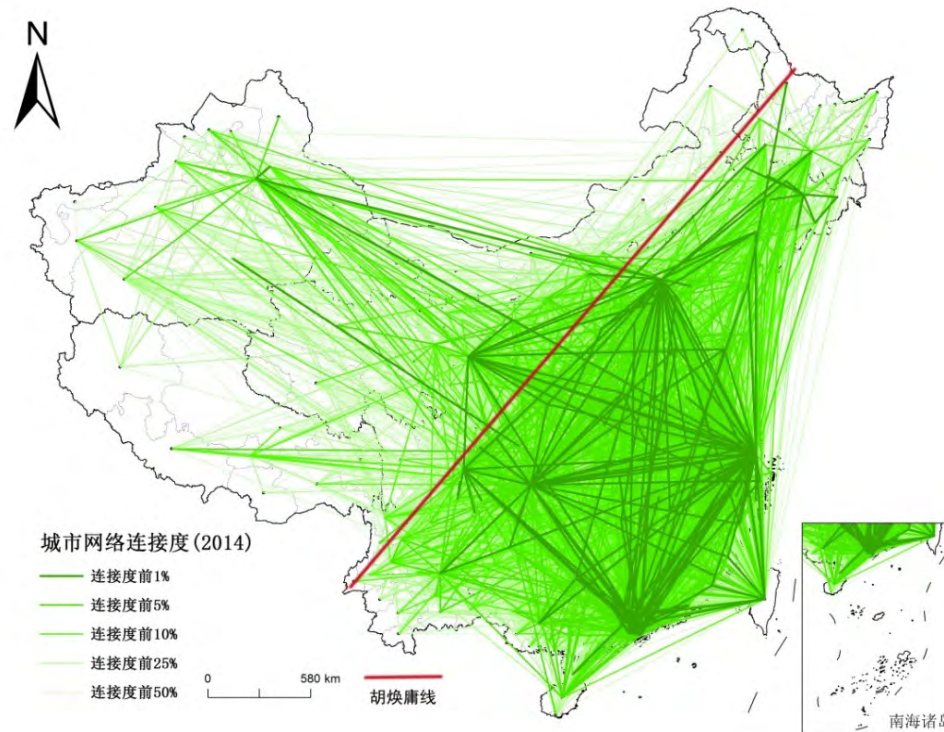 N
城市网络连接度(2014)
连接度前1%
连接度前5%
连接度前10%
连接度前25%
连接度前50%
0 580 km
胡焕庸线
南海诸岛